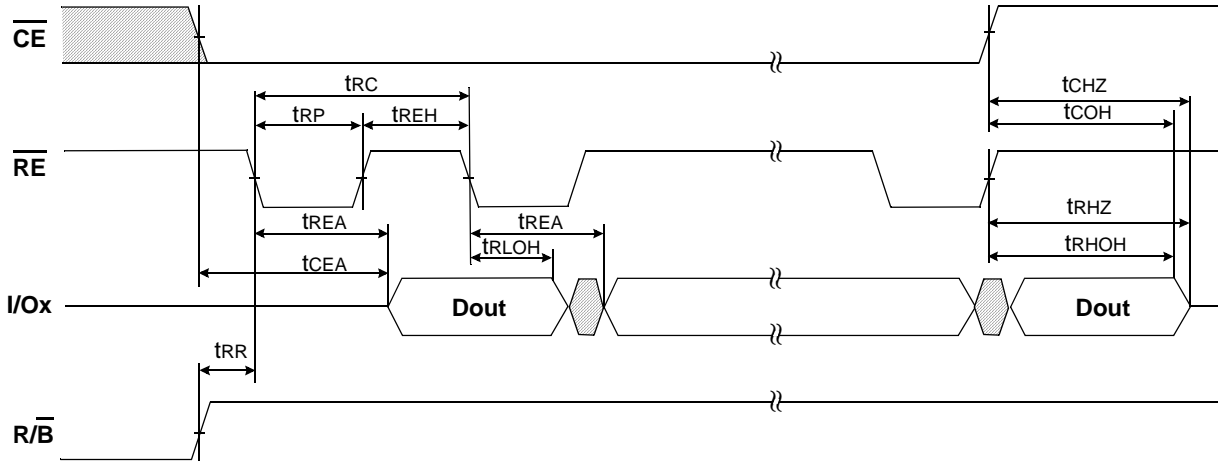 CE
tRC
tCHZ
tRP
tREH
tCOH
RE
tREA
tREA
tRHZ
tCEA
tRLOH
tRHOH
I/Ox
Dout
Dout
tRR
R/B